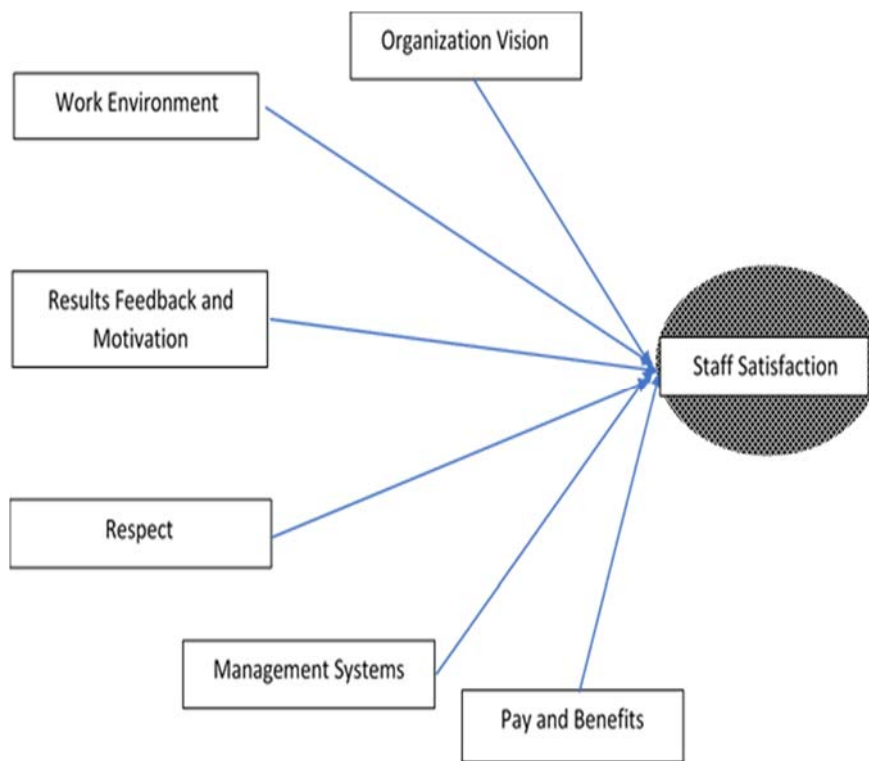 Organization Vision
Work Environment
Results Feedback and
Motivation
Staff Satisfaction
Respect
Management Systems
Pay and Benefits